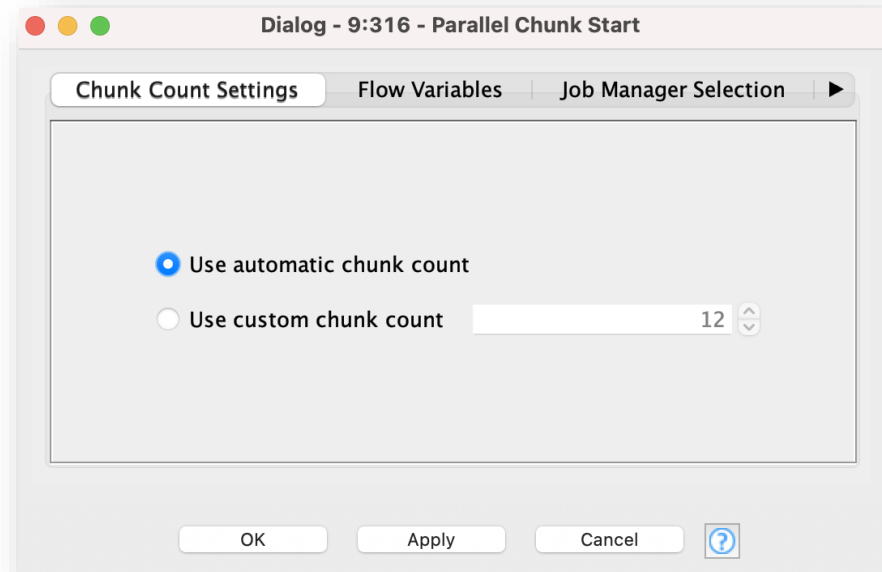 Dialog - 9:316 - Parallel Chunk Start
Chunk Count Settings Flow Variables Job Manager Selection
Use automatic chunk count
Use custom chunk count 12
OK Apply Cancel ?